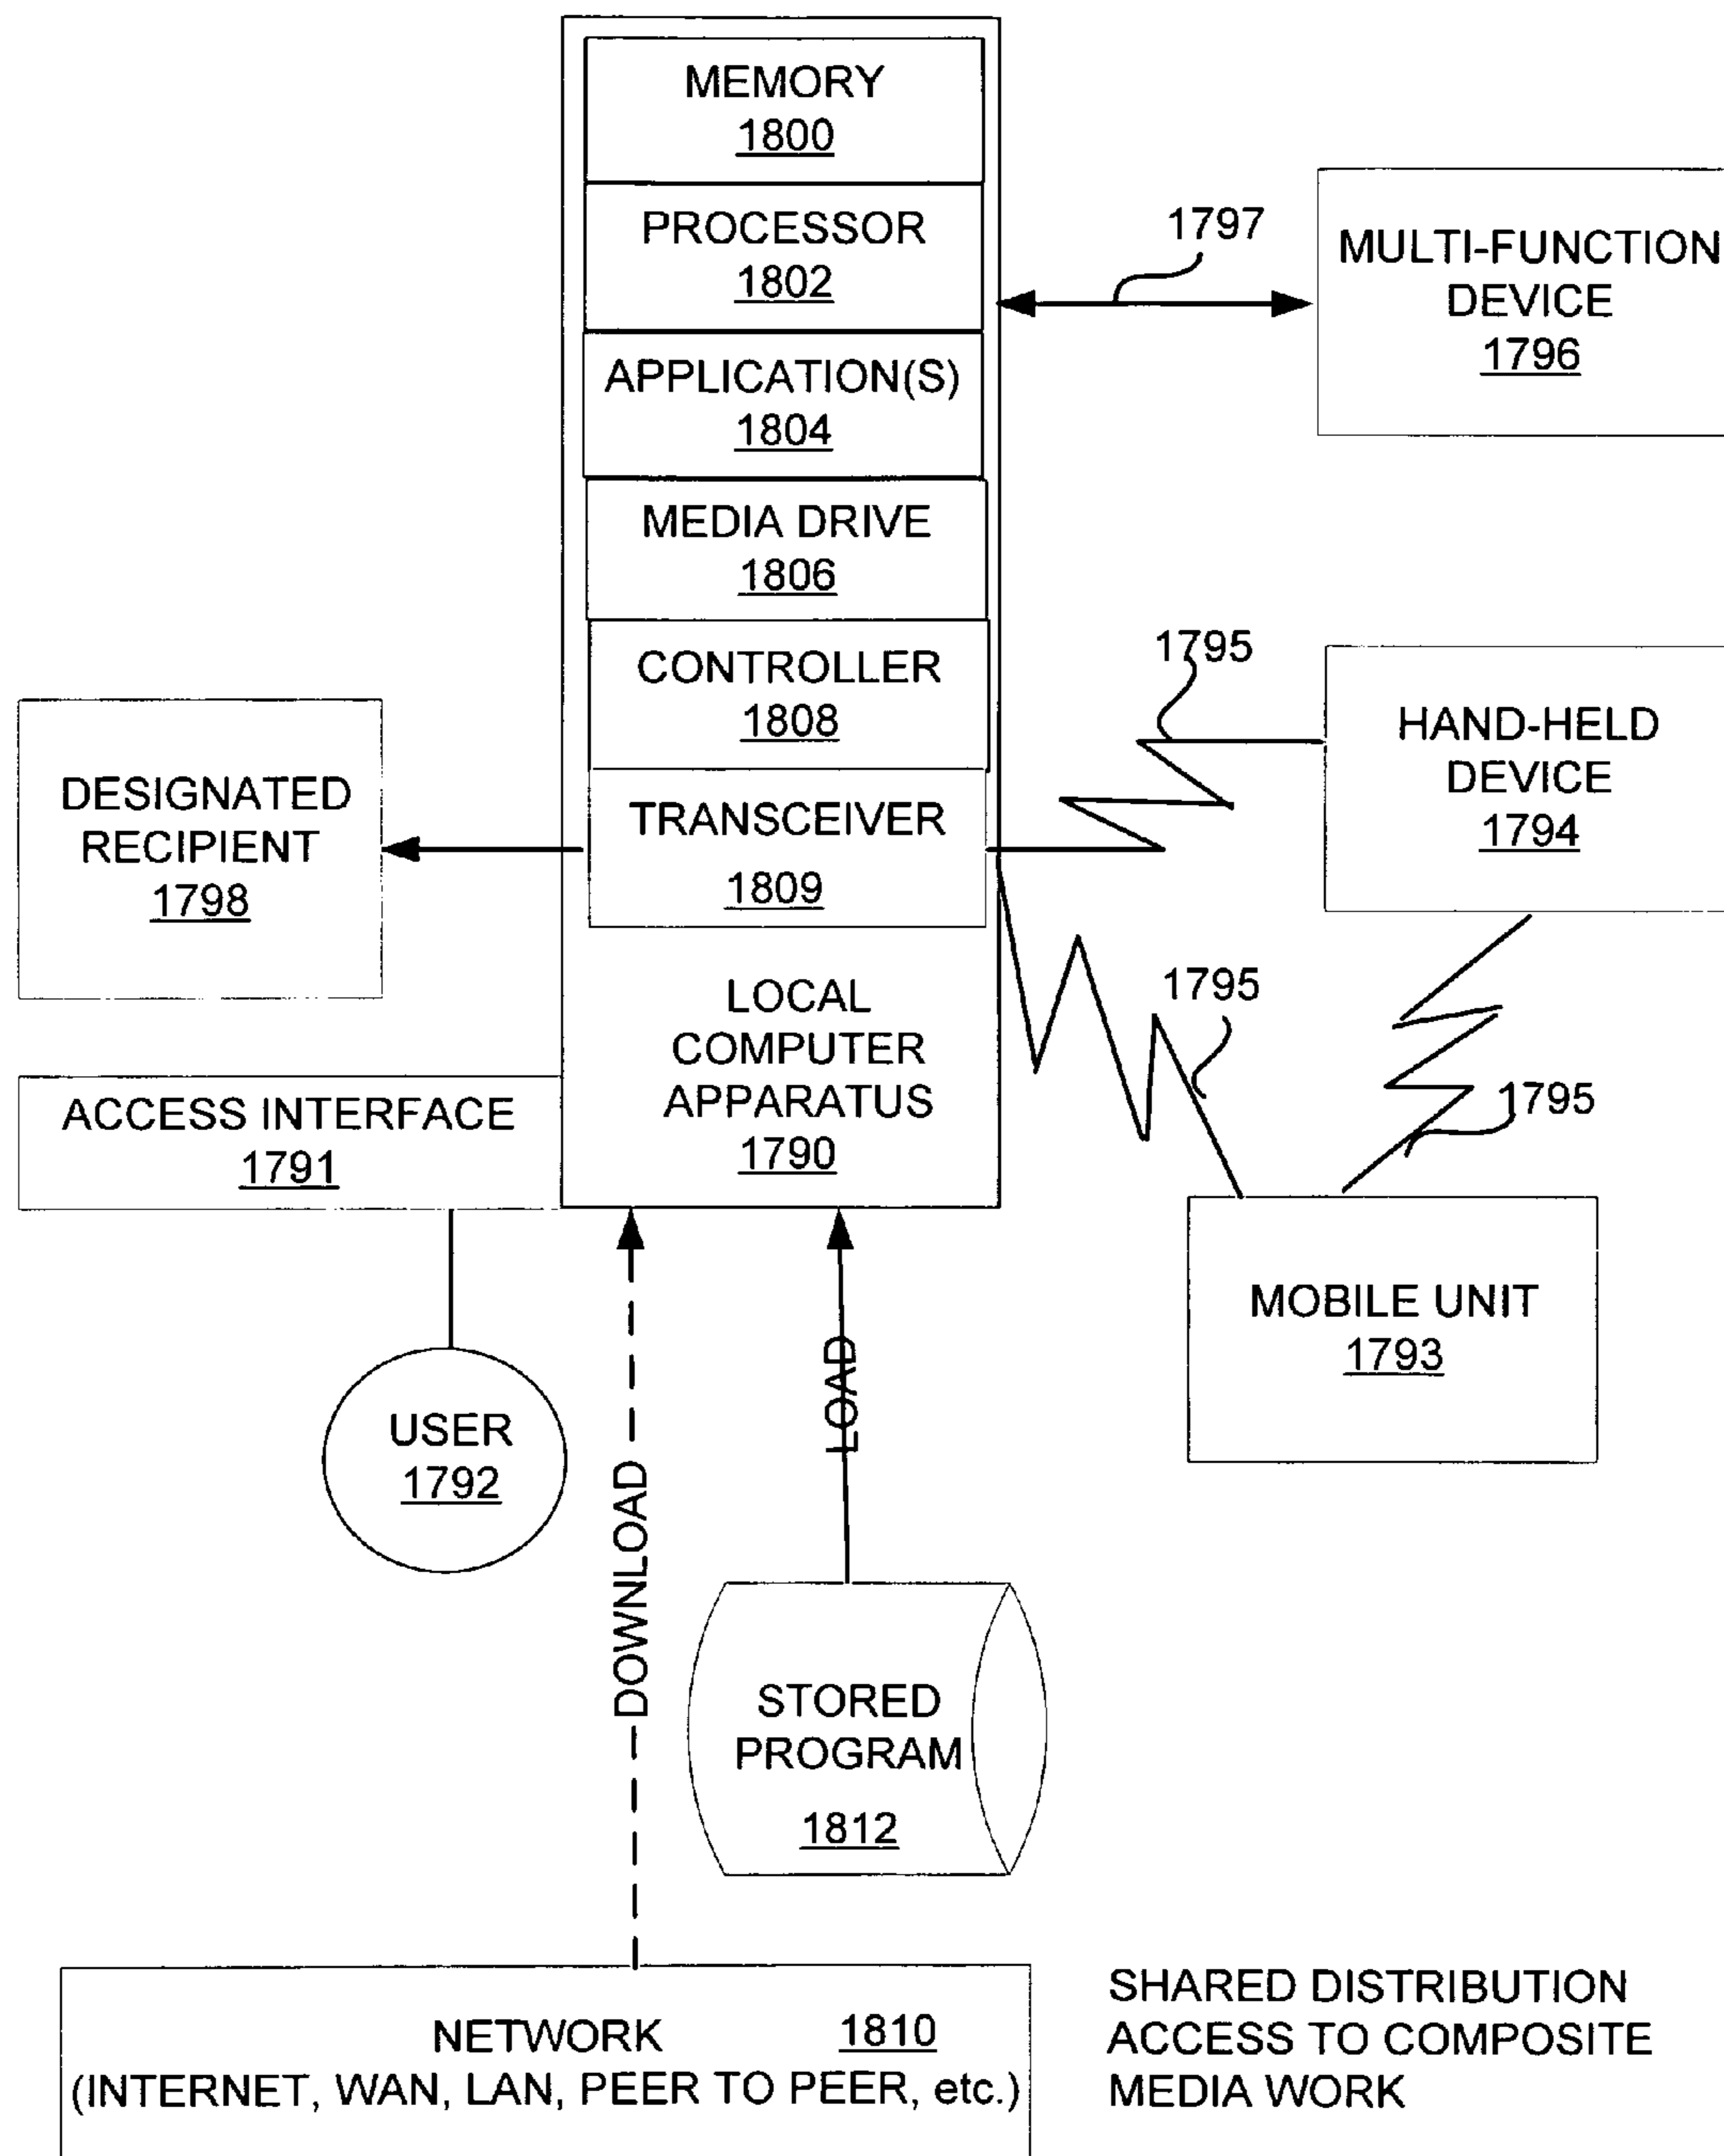 MEMORY
1800
PROCESSOR
1802
APPLICATION(S)
1804
MEDIA DRIVE
1806
CONTROLLER
1808
TRANSCEIVER
1809
LOCAL
COMPUTER
APPARATUS
1790
1797
MULTI-FUNCTION
DEVICE
1796
1795
HAND-HELD
DEVICE
1794
DESIGNATED
RECIPIENT
1798
1795
1795
ACCESS INTERFACE
1791
MOBILE UNIT
1793
USER
1792
DOWNLOAD
LOAD
STORED
PROGRAM
1812
NETWORK 1810
(INTERNET, WAN, LAN, PEER TO PEER, etc.)
SHARED DISTRIBUTION
ACCESS TO COMPOSITE
MEDIA WORK